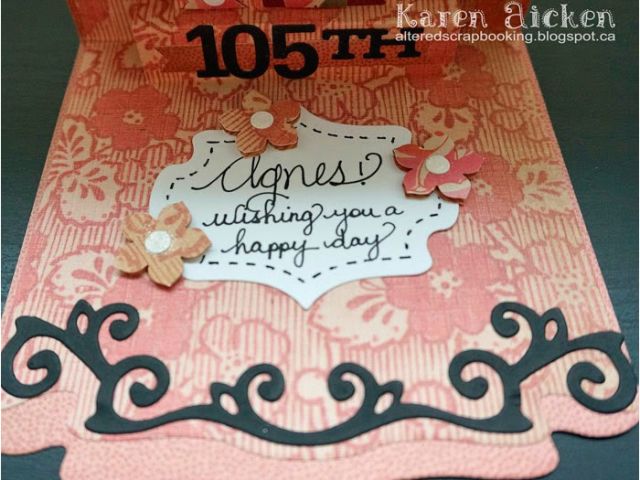 Karen Aicken
alteredscrapbooking.blogspot.ca
105TH
Agnes!
Wishing you a
happy day